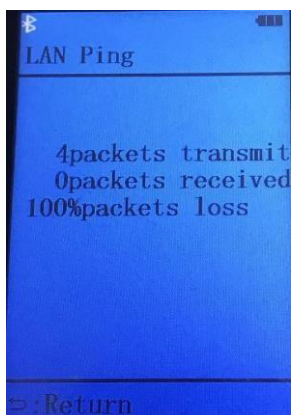 LAN Ping
4packets transmit
0packets received
100%packets loss
:Return